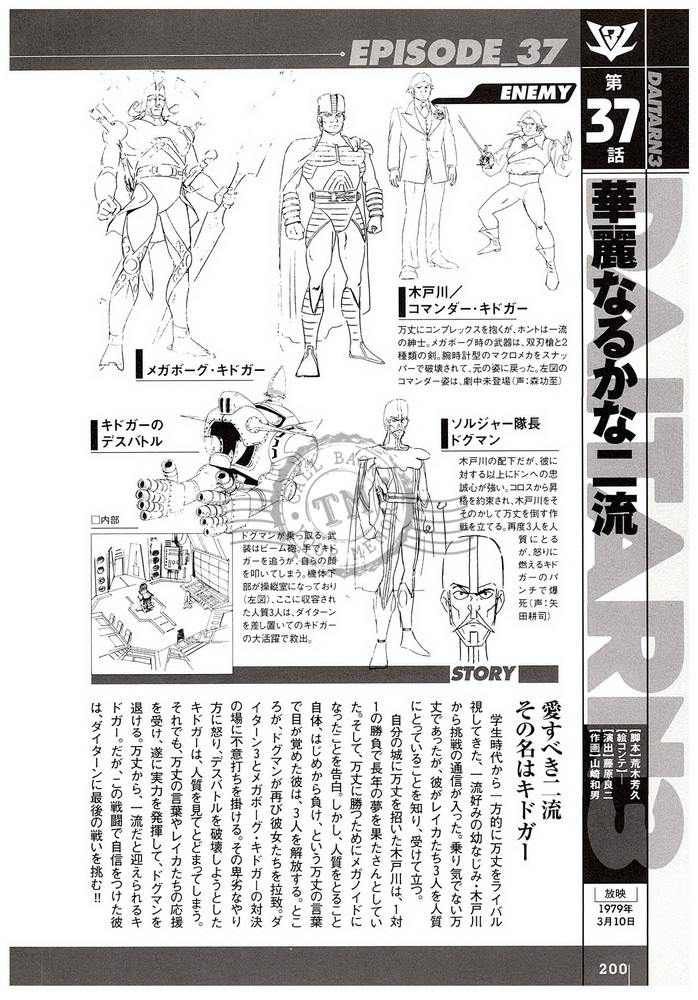 EPISODE_37
ENEMY
DAITARN3
第
37
話
華麗なるかな二流
DAITARN3
木戸川／
コマンダー・キドガー
万丈にコンプレックスを抱くが、ホントは一流
の紳士。メガボーグ時の武器は、双刃槍と2
種類の剣。腕時計型のマクロメカをスナッ
パーで破壊されて、元の姿に戻った。左図の
コマンダー姿は、劇中未登場（声：森功至）
メガボーグ・キドガー
キドガーの
デスバトル
□内部
ドグマンが乗っ取る。武
装はビーム砲。手でキド
ガーを追うが、自らの顔
を叩いてしまう。機体下
部が操縦室になっており
（左図）、ここに収容され
た人質3人は、ダイターン
を差し置いてのキドガー
の大活躍で救出。
ソルジャー隊長
ドグマン
木戸川の配下だが、彼に
対する以上にドンへの忠
誠心が強い。コロスから昇
格を約束され、木戸川をそ
そのかして万丈を倒す作
戦を立てる。再度3人を人
質にと
るが、怒りに
燃えるキド
ガーのパ
ンチで爆
死（声：矢
田耕司）
STORY
愛すべき二流
その名はキドガー
学生時代から一方的に万丈をライバル
視してきた、一流好みの幼なじみ・木戸川
から挑戦の通信が入った。乗り気でない万
丈であったが、彼がレイカたち3人を人質
にとっていることを知り、受けて立つ。
自分の城に万丈を招いた木戸川は、1対
1の勝負で長年の夢を果たさんとしてい
た。そして、万丈に勝つためにメガノイドに
なったことを告白。しかし、人質をとること
自体、はじめから負け、という万丈の言葉
で目が覚めた彼は、3人を解放する。とこ
ろが、ドグマンが再び彼女たちを拉致。ダ
イターン3とメガボーグ・キドガーの対決
の場に不意打ちを掛ける。その卑劣なやり
方に怒り、デスバトルを破壊しようとした
キドガーは、人質を見てとどまってしまう。
それでも、万丈の言葉やレイカたちの応援
を受け、遂に実力を発揮して、ドグマンを
退ける。万丈から、一流だと迎えられるキ
ドガー。だが、この戦闘で自信をつけた彼
は、ダイターンに最後の戦いを挑む!!
［脚本］荒木芳久
［絵コンテ］―
［演出］藤原良二
［作画］山崎和男
放映
1979年
3月10日
200
TM